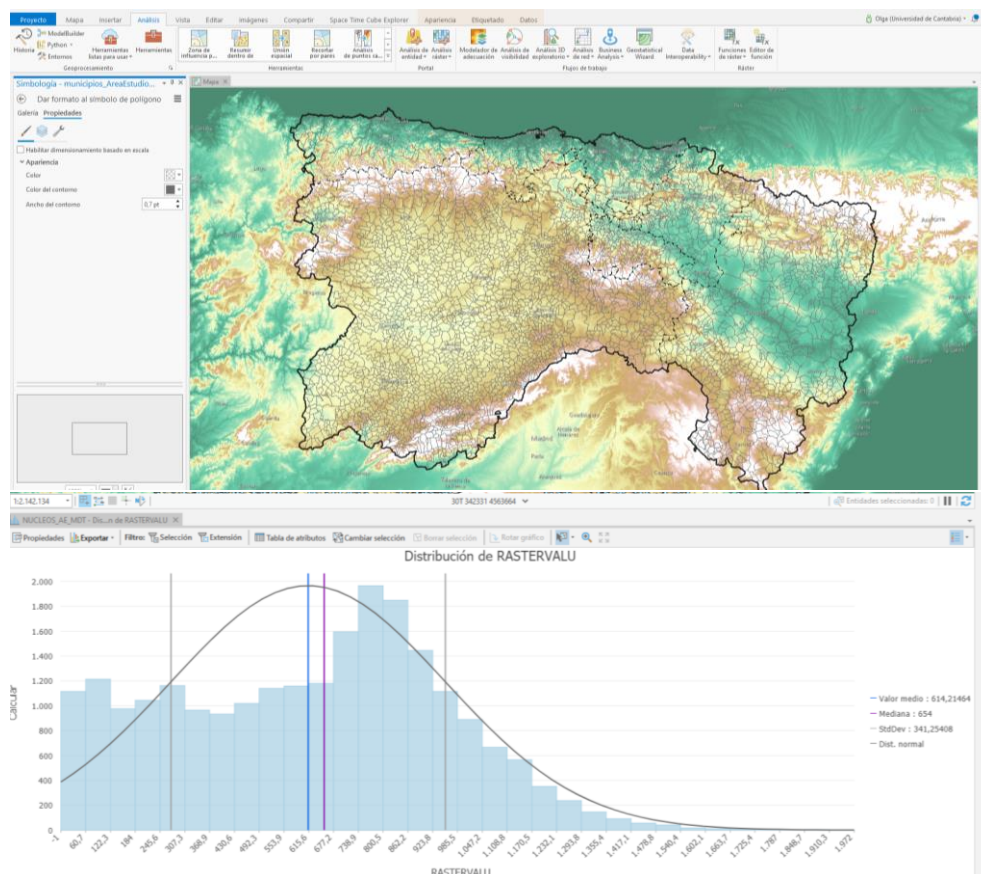 Proyecto Mapa Insertar Análisis Vista Editar Imágenes Compartir Space Time Cube Explorer Apariencia Etiquetado Datos
Olga (Universidad de Cantabria)
Historia
ModelBuilder
Python
Entornos
Herramientas listas para usar
Herramientas
Zona de influencia p...
Resumir dentro de
Unión espacial
Recortar por pares
Análisis de puntos ca...
Análisis de entidad
Análisis ráster
Modelador de adecuación
Análisis de visibilidad
Análisis 3D exploratorio
Análisis de red
Business Analysis
Geostatistical Wizard
Data Interoperability
Funciones de ráster
Editor de función
Geoprocesamiento Herramientas Portal Flujos de trabajo Ráster
Simbología - municipios_AreaEstudio...
Dar formato al símbolo de polígono
Galería Propiedades
Habilitar dimensionamiento basado en escala
Apariencia
Color
Color del contorno
Ancho del contorno 0,7 pt
Mapa
Madrid
Guadalajara
Alcalá de Henares
Parla
Aranjuez
1:2.142.134
30T 342331 4563664
Entidades seleccionadas: 0
NUCLEOS_AE_MDT - Dis...n de RASTERVALU
Propiedades Exportar Filtro: Selección Extensión Tabla de atributos Cambiar selección Borrar selección Rotar gráfico
Distribución de RASTERVALU
2.000
1.800
1.600
1.400
1.200
1.000
800
600
400
200
0
Calcular
Valor medio : 614,21464
Mediana : 654
StdDev : 341,25408
Dist. normal
-1 60,7 122,3 184 245,6 307,3 368,9 430,6 492,3 553,9 615,6 677,2 738,9 800,5 862,2 923,8 985,5 1.047,2 1.108,8 1.170,5 1.232,1 1.293,8 1.355,4 1.417,1 1.478,8 1.540,4 1.602,1 1.663,7 1.725,4 1.787 1.848,7 1.910,3 1.972
RASTERVALU